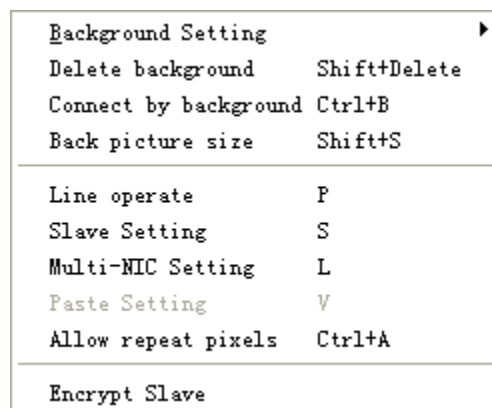 Background Setting
Delete background Shift+Delete
Connect by background Ctrl+B
Back picture size Shift+S
Line operate P
Slave Setting S
Multi-NIC Setting L
Paste Setting V
Allow repeat pixels Ctrl+A
Encrypt Slave